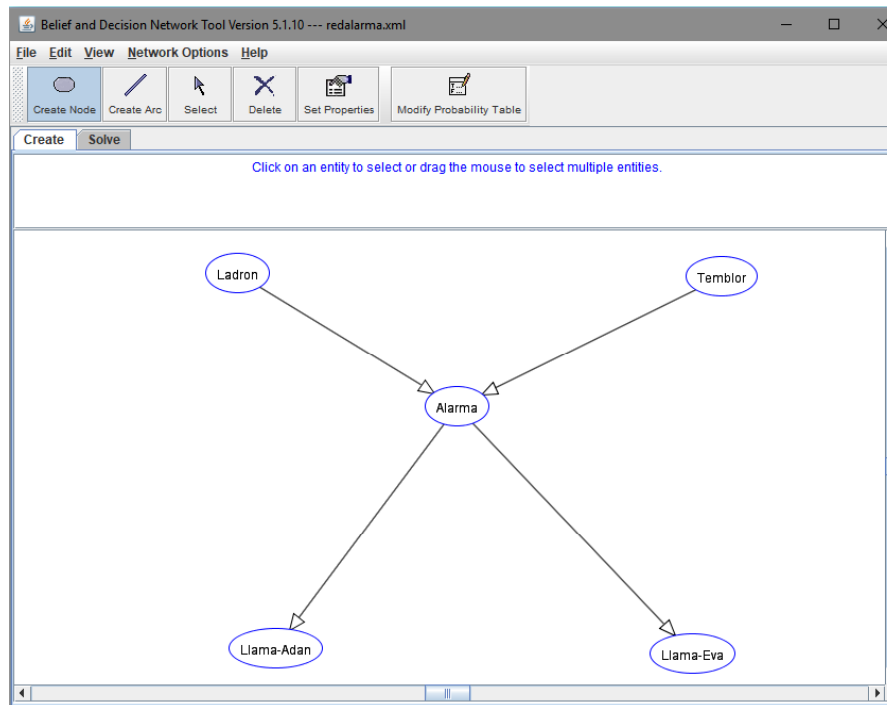 Belief and Decision Network Tool Version 5.1.10 --- redalarma.xml
File Edit View Network Options Help
Create Node Create Arc Select Delete Set Properties Modify Probability Table
Create Solve
Click on an entity to select or drag the mouse to select multiple entities.
Ladron
Temblor
Alarma
Llama-Adan
Llama-Eva